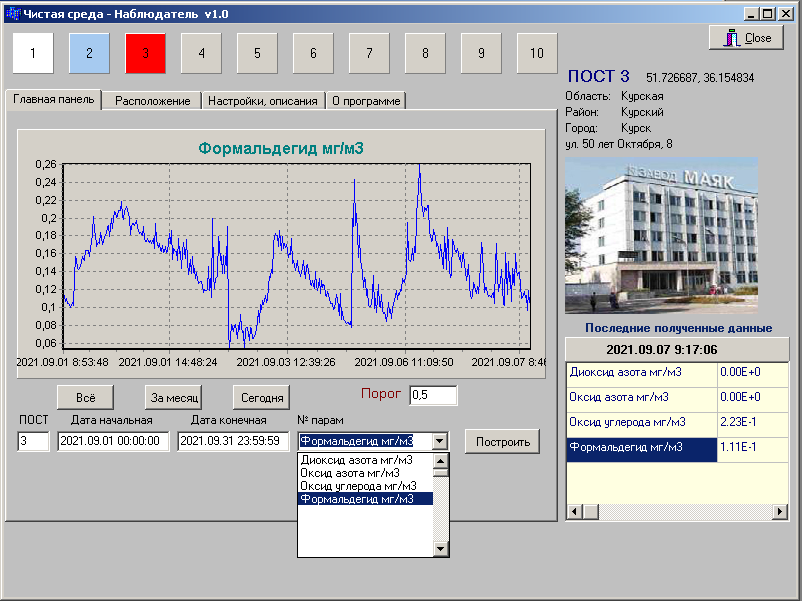 Чистая среда - Наблюдатель v1.0
1 2 3 4 5 6 7 8 9 10
Close
Главная панель Расположение Настройки, описания О программе
Формальдегид мг/м3
0,26
0,24
0,22
0,2
0,18
0,16
0,14
0,12
0,1
0,08
0,06
2021.09.01 8:53:48 2021.09.01 14:48:24 2021.09.03 12:39:26 2021.09.06 11:09:50 2021.09.07 8:46
Всё За месяц Сегодня Порог 0,5
ПОСТ Дата начальная Дата конечная № парам
3 2021.09.01 00:00:00 2021.09.31 23:59:59 Формальдегид мг/м3 Построить
Диоксид азота мг/м3
Оксид азота мг/м3
Оксид углерода мг/м3
Формальдегид мг/м3
ПОСТ 3 51.726687, 36.154834
Область: Курская
Район: Курский
Город: Курск
ул. 50 лет Октября, 8
ЗАВОД МАЯК
Последние полученные данные
2021.09.07 9:17:06
Диоксид азота мг/м3 0.00E+0
Оксид азота мг/м3 0.00E+0
Оксид углерода мг/м3 2.23E-1
Формальдегид мг/м3 1.11E-1